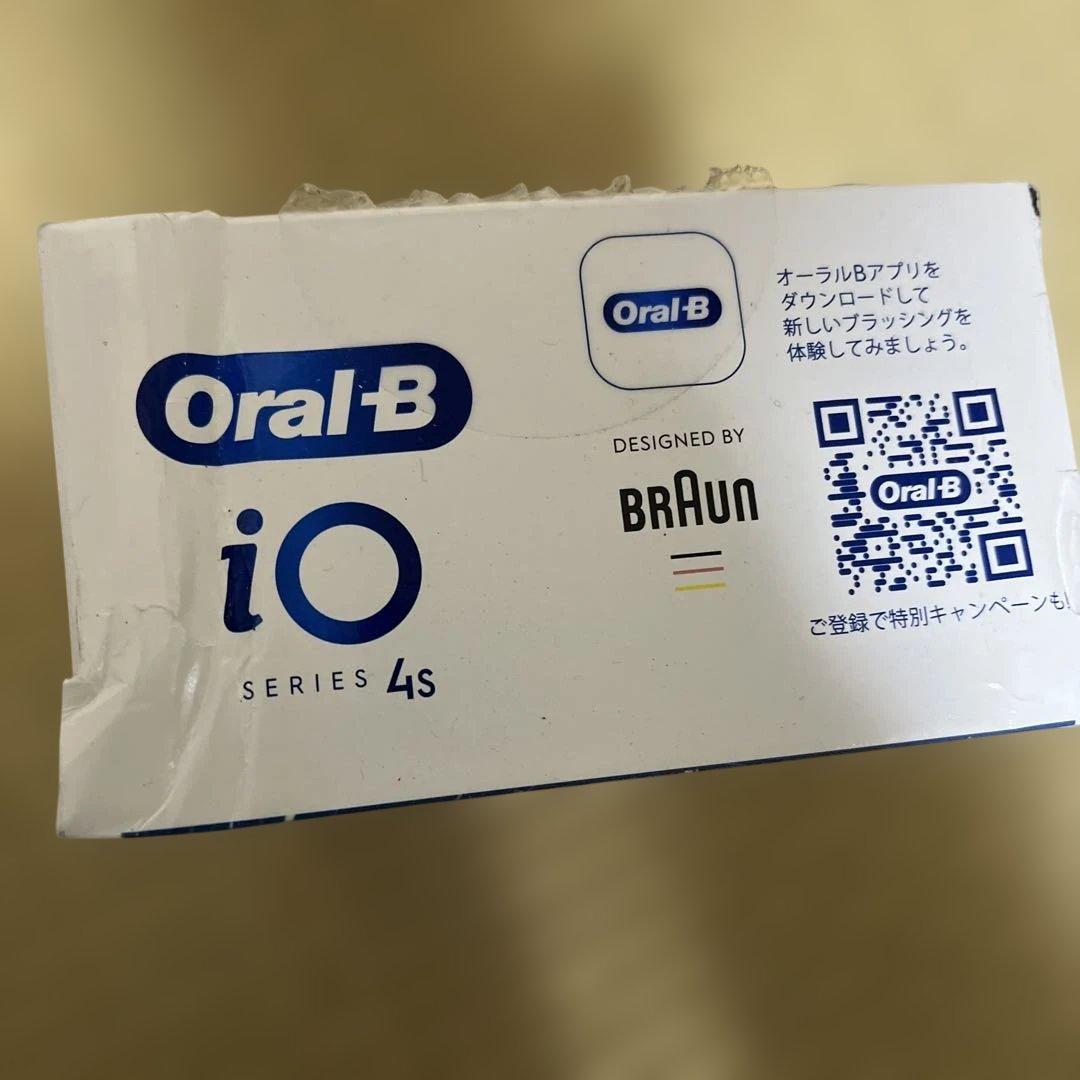 Oral-B
iO
SERIES 4s
Oral-B
DESIGNED BY
BRAUN
オーラルBアプリを
ダウンロードして
新しいブラッシングを
体験してみましょう。
Oral-B
ご登録で特別キャンペーンも!